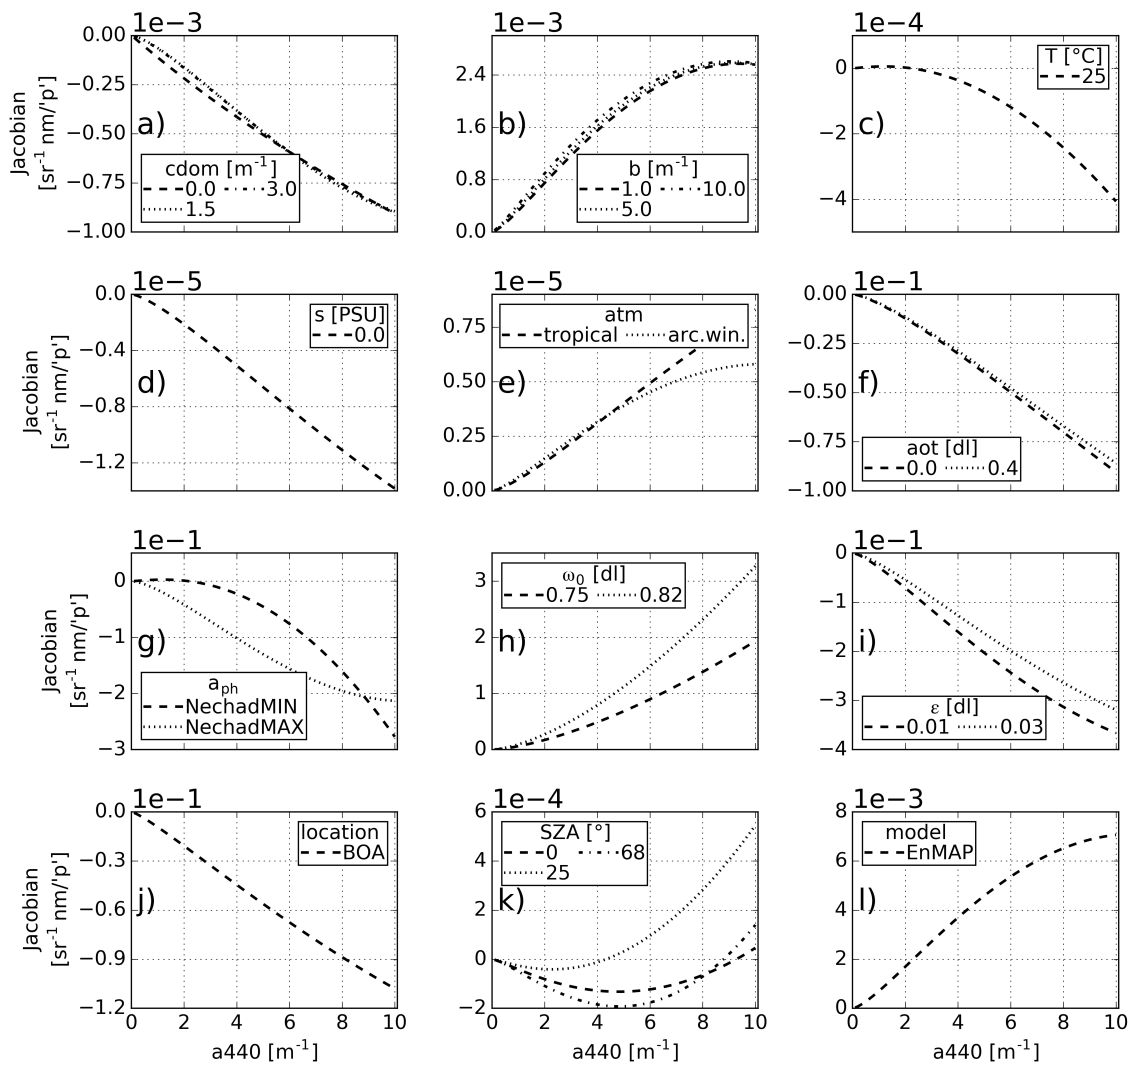 1e−3 1e−3 1e−4
Jacobian
[sr⁻¹ nm/'p']
0.00
−0.25
−0.50
−0.75
−1.00
a)
cdom [m⁻¹]
0.0 3.0
1.5
2.4
1.6
0.8
0.0
b)
b [m⁻¹]
1.0 10.0
5.0
0
−2
−4
c)
T [°C]
25
1e−5 1e−5 1e−1
Jacobian
[sr⁻¹ nm/'p']
0.0
−0.4
−0.8
−1.2
d)
s [PSU]
0.0
0.75
0.50
0.25
0.00
e)
atm
tropical arc.win.
0.00
−0.25
−0.50
−0.75
−1.00
f)
aot [dl]
0.0 0.4
1e−1 1e−1
Jacobian
[sr⁻¹ nm/'p']
0
−1
−2
−3
g)
aₚₕ
NechadMIN
NechadMAX
3
2
1
0
h)
ω₀ [dl]
0.75 0.82
0
−1
−2
−3
−4
i)
ε [dl]
0.01 0.03
1e−1 1e−4 1e−3
Jacobian
[sr⁻¹ nm/'p']
0.0
−0.3
−0.6
−0.9
−1.2
j)
location
BOA
6
4
2
0
−2
k)
SZA [°]
0 68
25
8
6
4
2
0
l)
model
EnMAP
0 2 4 6 8 10 0 2 4 6 8 10 0 2 4 6 8 10
a440 [m⁻¹] a440 [m⁻¹] a440 [m⁻¹]